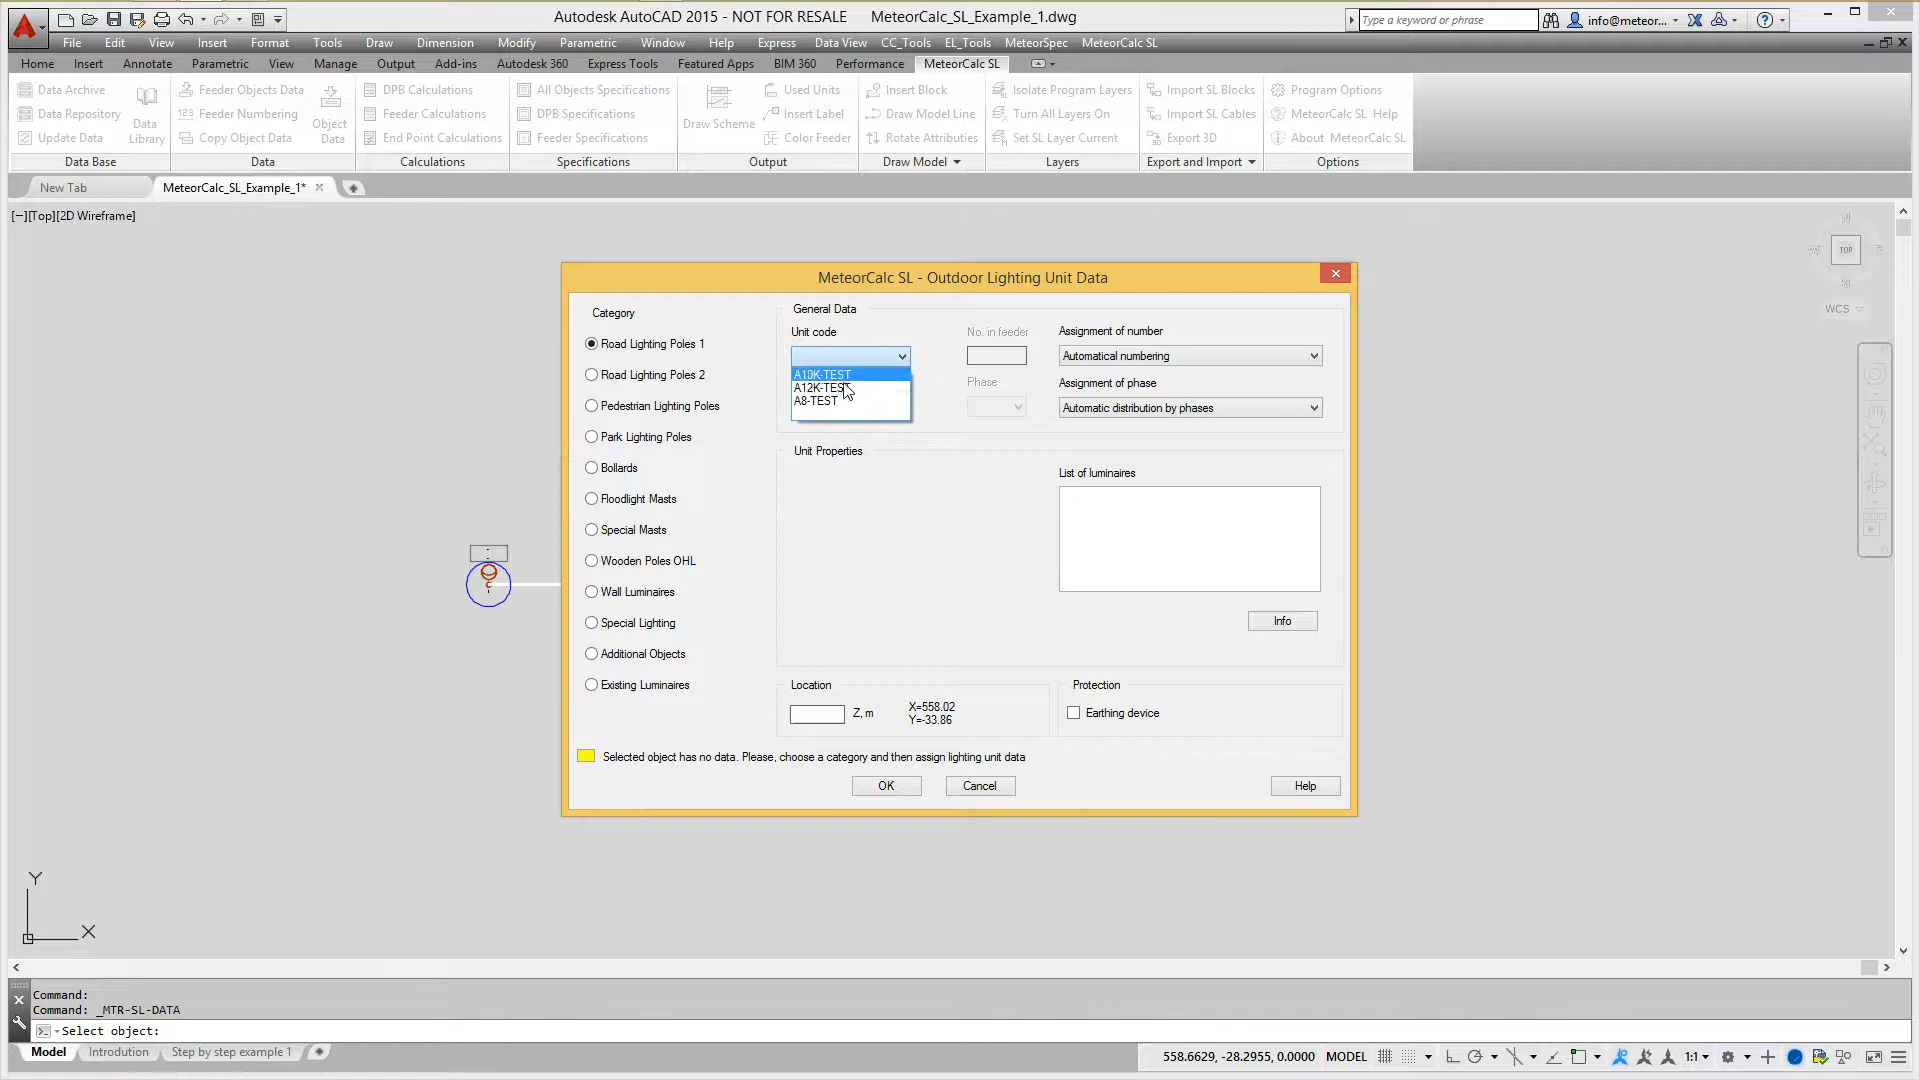 Autodesk AutoCAD 2015 - NOT FOR RESALE MeteorCalc_SL_Example_1.dwg
Type a keyword or phrase
info@meteor...
File Edit View Insert Format Tools Draw Dimension Modify Parametric Window Help Express Data View CC_Tools EL_Tools MeteorSpec MeteorCalc SL
Home Insert Annotate Parametric View Manage Output Add-ins Autodesk 360 Express Tools Featured Apps BIM 360 Performance MeteorCalc SL
Data Archive
Data Repository
Update Data
Data
Library
Data Base
Feeder Objects Data
Feeder Numbering
Copy Object Data
Object
Data
Data
DPB Calculations
Feeder Calculations
End Point Calculations
Calculations
All Objects Specifications
DPB Specifications
Feeder Specifications
Specifications
Draw Scheme
Used Units
Insert Label
Color Feeder
Output
Insert Block
Draw Model Line
Rotate Attributes
Draw Model
Isolate Program Layers
Turn All Layers On
Set SL Layer Current
Layers
Import SL Blocks
Import SL Cables
Export 3D
Export and Import
Program Options
MeteorCalc SL Help
About MeteorCalc SL
Options
New Tab
MeteorCalc_SL_Example_1*
[−][Top][2D Wireframe]
TOP
WCS
MeteorCalc SL - Outdoor Lighting Unit Data
Category
Road Lighting Poles 1
Road Lighting Poles 2
Pedestrian Lighting Poles
Park Lighting Poles
Bollards
Floodlight Masts
Special Masts
Wooden Poles OHL
Wall Luminaires
Special Lighting
Additional Objects
Existing Luminaires
General Data
Unit code
A10K-TEST
A12K-TEST
A8-TEST
No. in feeder
Phase
Assignment of number
Automatical numbering
Assignment of phase
Automatic distribution by phases
Unit Properties
List of luminaires
Info
Location
Z, m
X=558.02
Y=-33.86
Protection
Earthing device
Selected object has no data. Please, choose a category and then assign lighting unit data
OK
Cancel
Help
Y
X
Command:
Command: _MTR-SL-DATA
Select object:
Model
Introdution
Step by step example 1
558.6629, -28.2955, 0.0000 MODEL
1:1